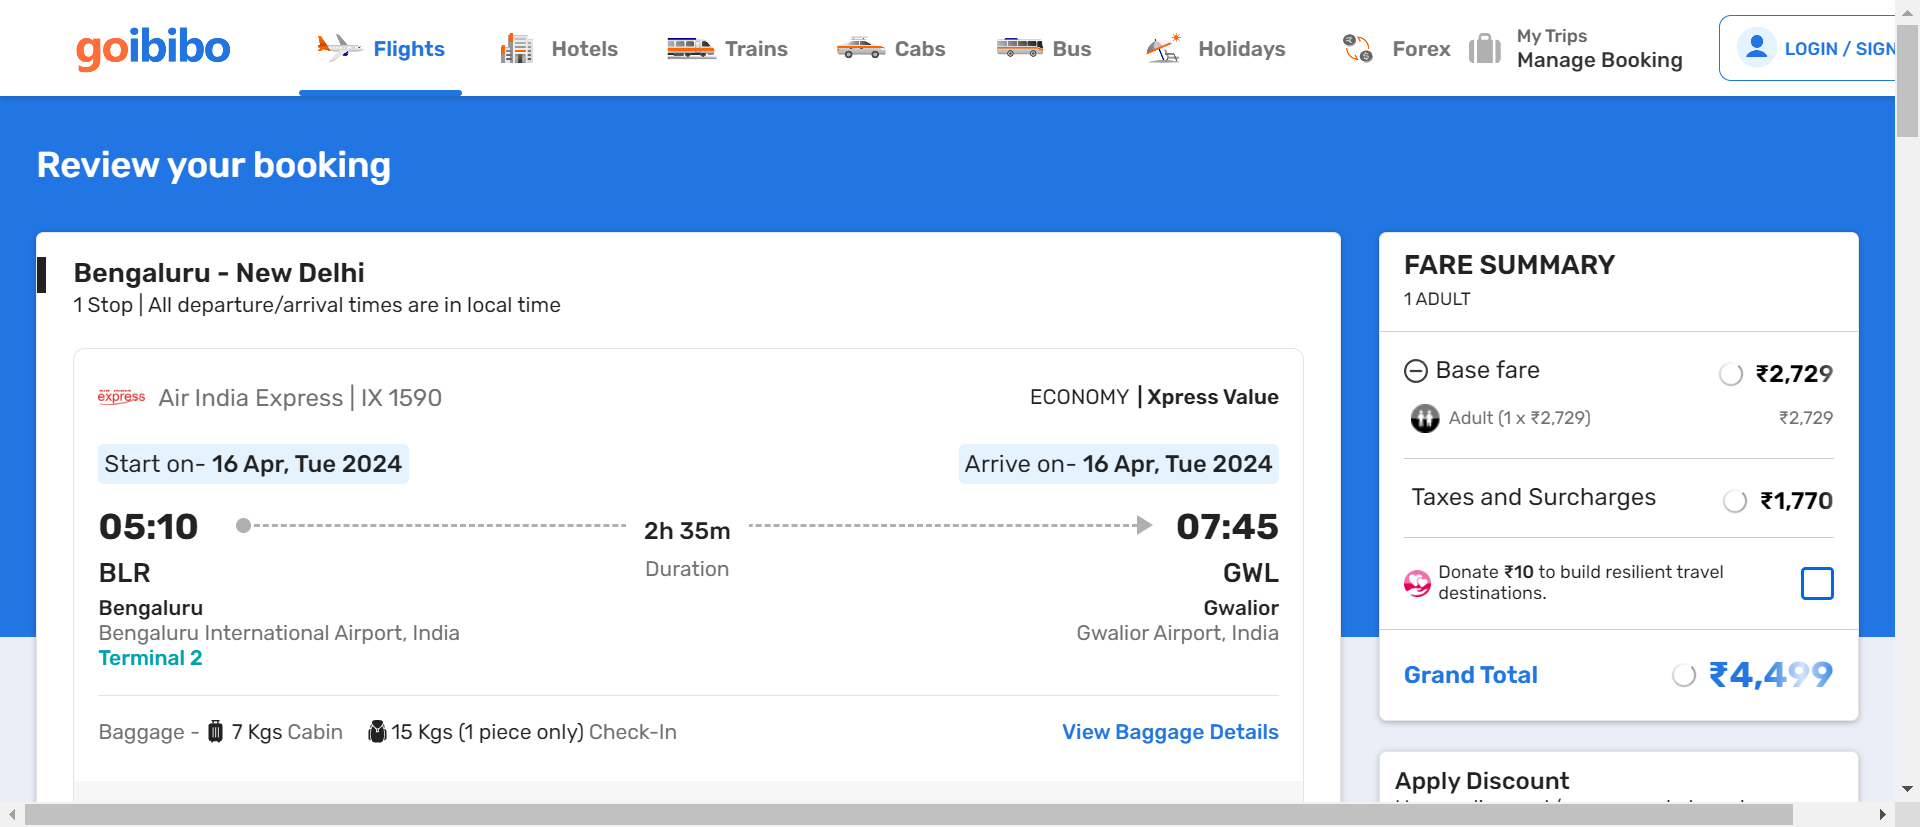 goibibo
Flights
Hotels
Trains
Cabs
Bus
Holidays
Forex
My Trips
Manage Booking
LOGIN / SIGN
Review your booking
Bengaluru - New Delhi
1 Stop | All departure/arrival times are in local time
express
Air India Express | IX 1590
ECONOMY | Xpress Value
Start on- 16 Apr, Tue 2024
Arrive on- 16 Apr, Tue 2024
05:10
2h 35m
07:45
BLR
Duration
GWL
Bengaluru
Gwalior
Bengaluru International Airport, India
Gwalior Airport, India
Terminal 2
Baggage - 7 Kgs Cabin 15 Kgs (1 piece only) Check-In
View Baggage Details
FARE SUMMARY
1 ADULT
Base fare ₹2,729
Adult (1 x ₹2,729) ₹2,729
Taxes and Surcharges ₹1,770
Donate ₹10 to build resilient travel
destinations.
Grand Total ₹4,499
Apply Discount